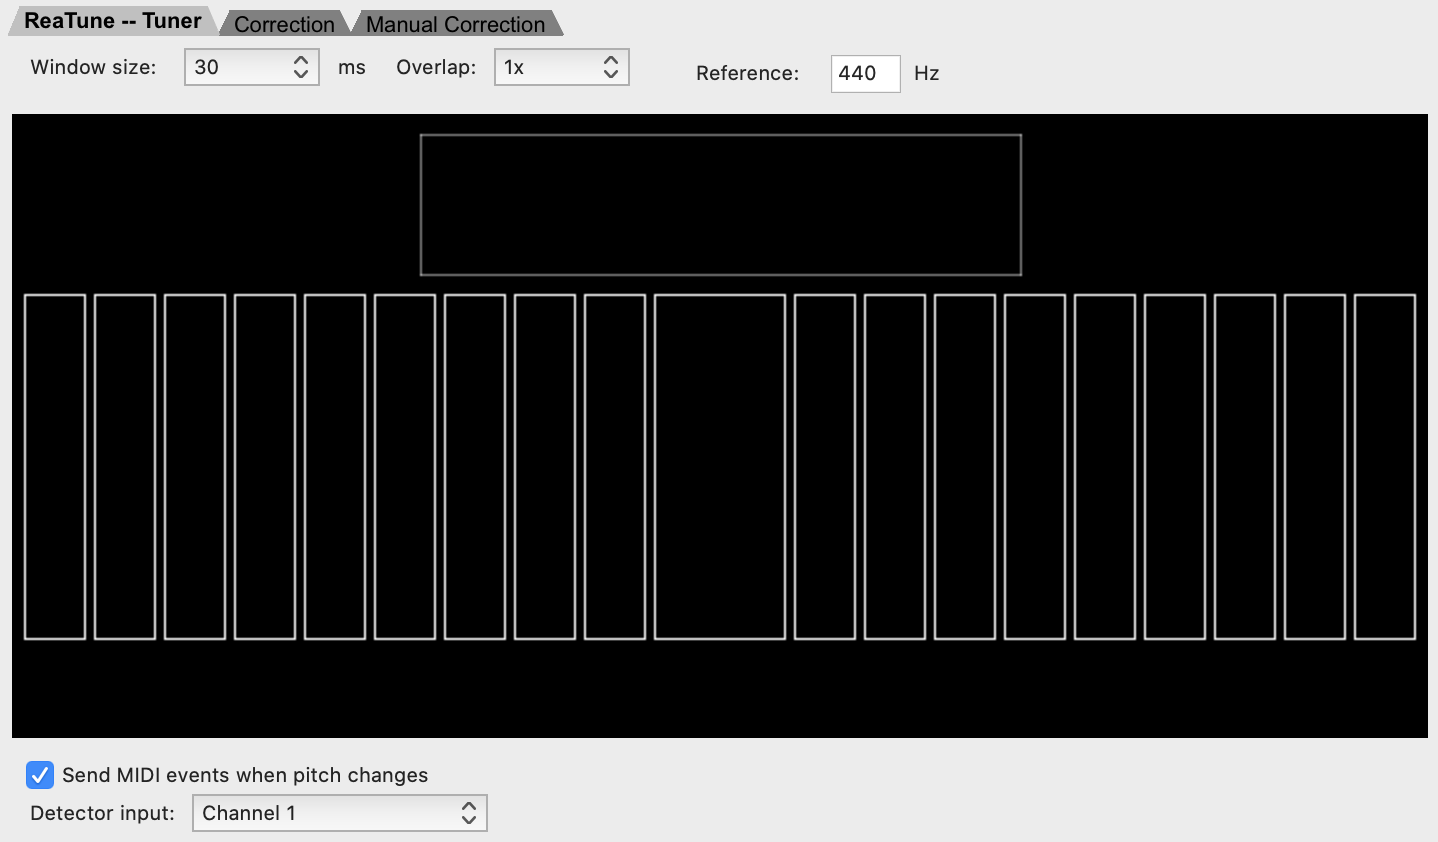 ReaTune -- Tuner Correction Manual Correction
Window size: 30 ms Overlap: 1x Reference: 440 Hz
Send MIDI events when pitch changes
Detector input: Channel 1